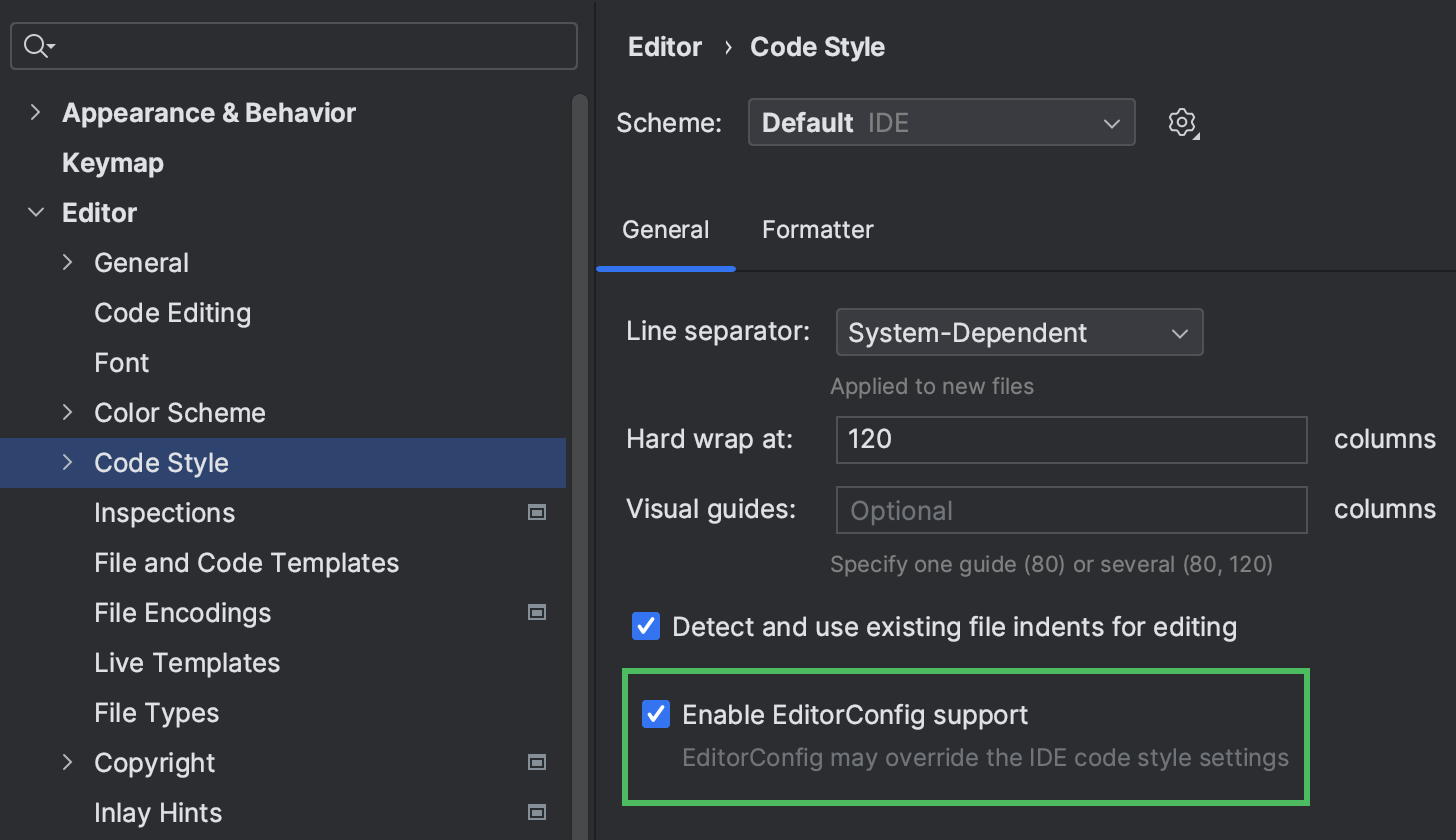 Appearance & Behavior
Keymap
Editor
General
Code Editing
Font
Color Scheme
Code Style
Inspections
File and Code Templates
File Encodings
Live Templates
File Types
Copyright
Inlay Hints
Editor › Code Style
Scheme: Default IDE
General Formatter
Line separator: System-Dependent
Applied to new files
Hard wrap at: 120 columns
Visual guides: Optional columns
Specify one guide (80) or several (80, 120)
Detect and use existing file indents for editing
Enable EditorConfig support
EditorConfig may override the IDE code style settings